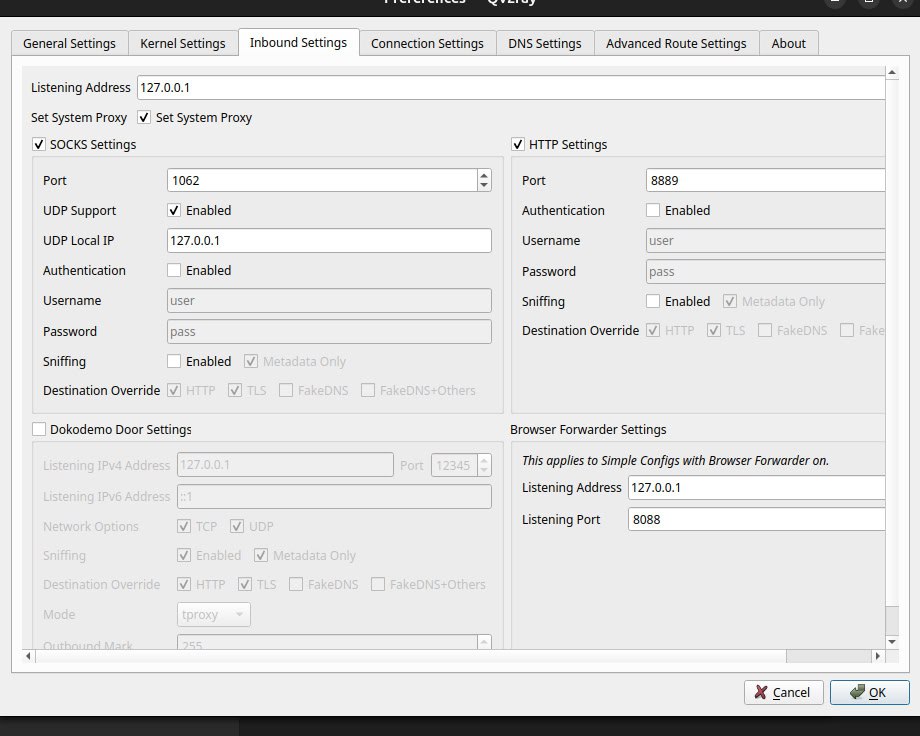 Preferences — Qv2ray
General Settings Kernel Settings Inbound Settings Connection Settings DNS Settings Advanced Route Settings About
Listening Address 127.0.0.1
Set System Proxy Set System Proxy
SOCKS Settings
Port 1062
UDP Support Enabled
UDP Local IP 127.0.0.1
Authentication Enabled
Username user
Password pass
Sniffing Enabled Metadata Only
Destination Override HTTP TLS FakeDNS FakeDNS+Others
HTTP Settings
Port 8889
Authentication Enabled
Username user
Password pass
Sniffing Enabled Metadata Only
Destination Override HTTP TLS FakeDNS Fake
Dokodemo Door Settings
Listening IPv4 Address 127.0.0.1 Port 12345
Listening IPv6 Address ::1
Network Options TCP UDP
Sniffing Enabled Metadata Only
Destination Override HTTP TLS FakeDNS FakeDNS+Others
Mode tproxy
Outbound Mark 255
Browser Forwarder Settings
This applies to Simple Configs with Browser Forwarder on.
Listening Address 127.0.0.1
Listening Port 8088
Cancel OK